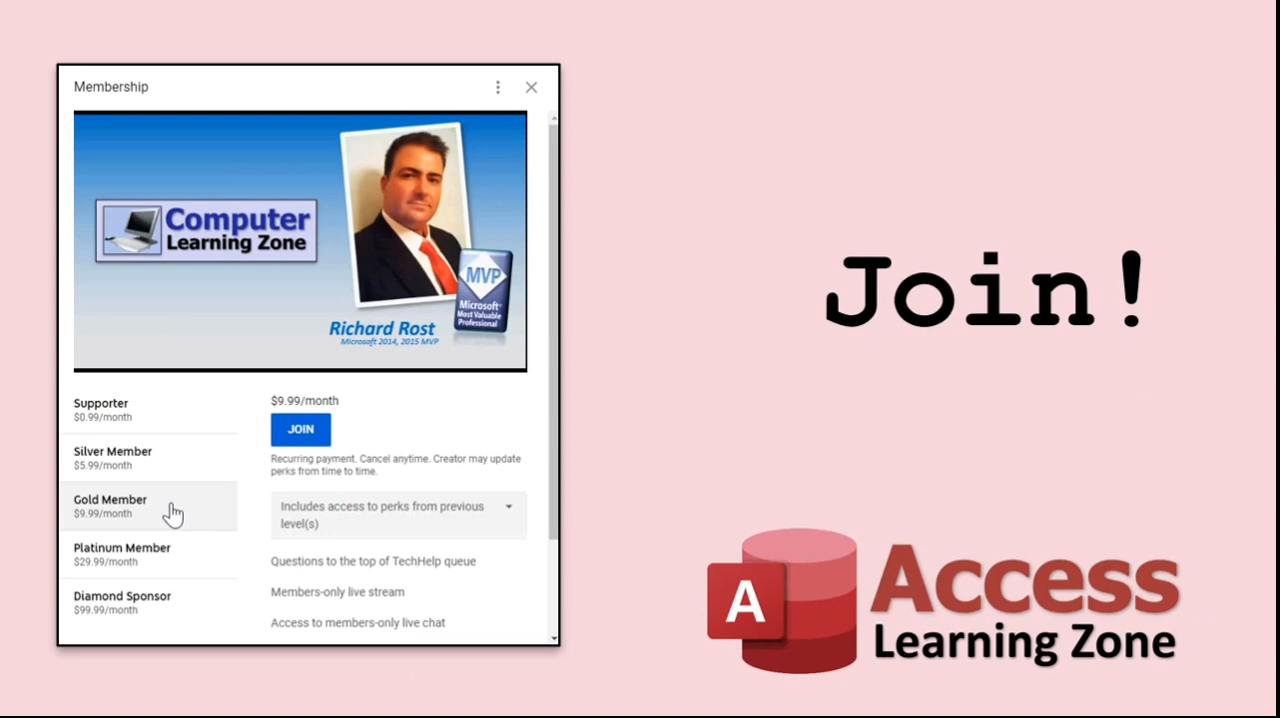 Membership
Computer
Learning Zone
MVP
Microsoft®
Most Valuable
Professional
Richard Rost
Microsoft 2014, 2015 MVP
Supporter
$0.99/month
Silver Member
$5.99/month
Gold Member
$9.99/month
Platinum Member
$29.99/month
Diamond Sponsor
$99.99/month
$9.99/month
JOIN
Recurring payment. Cancel anytime. Creator may update
perks from time to time.
Includes access to perks from previous
level(s)
Questions to the top of TechHelp queue
Members-only live stream
Access to members-only live chat
Join!
A
Access
Learning Zone